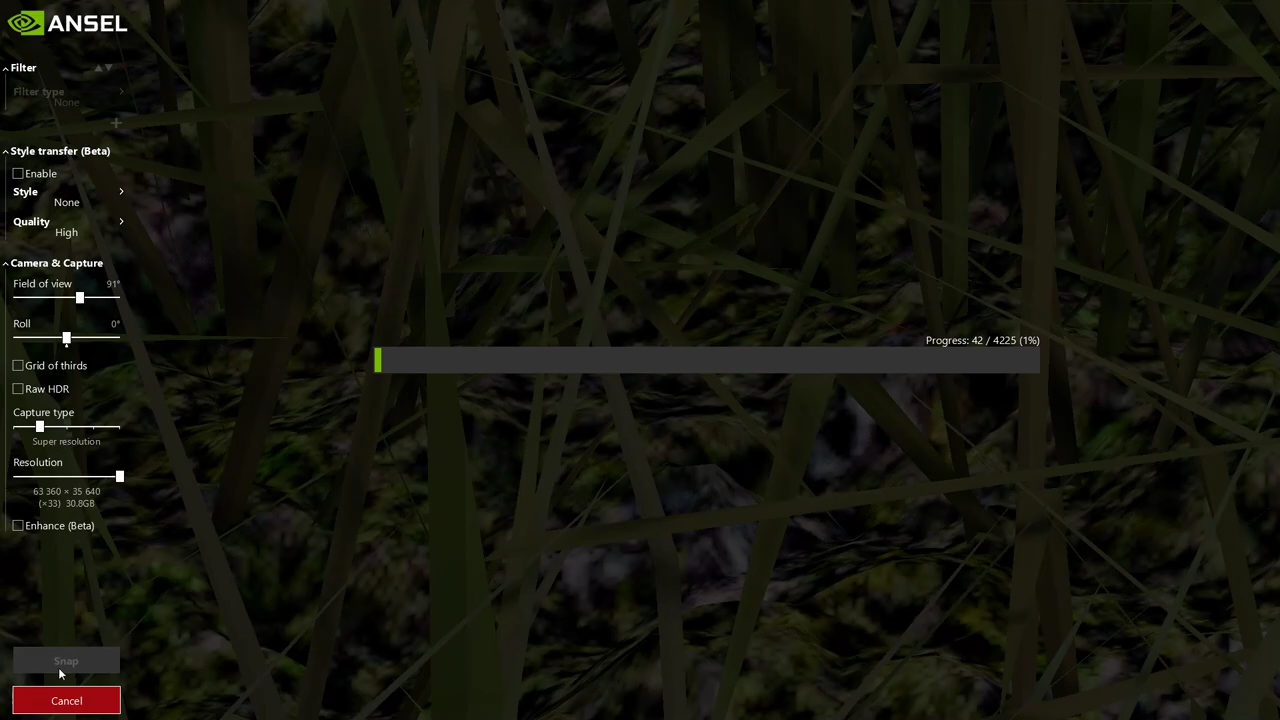 ANSEL
Filter
Filter type
None
Style transfer (Beta)
Enable
Style
None
Quality
High
Camera & Capture
Field of view 91°
Roll 0°
Grid of thirds
Raw HDR
Capture type
Super resolution
Resolution
63 360 × 35 640
(×33) 30.8GB
Enhance (Beta)
Snap
Cancel
Progress: 42 / 4225 (1%)